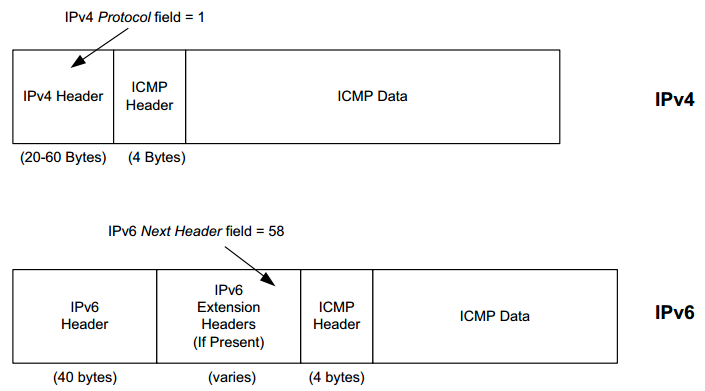 IPv4 Protocol field = 1
IPv4 Header
ICMP
Header
ICMP Data
IPv4
(20-60 Bytes)
(4 Bytes)
IPv6 Next Header field = 58
IPv6
Header
IPv6
Extension
Headers
(If Present)
ICMP
Header
ICMP Data
IPv6
(40 bytes)
(varies)
(4 bytes)